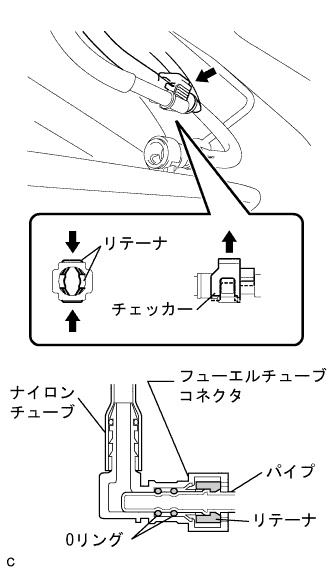 リテーナ
チェッカー
フューエルチューブ
コネクタ
ナイロン
チューブ
パイプ
リテーナ
Oリング
C